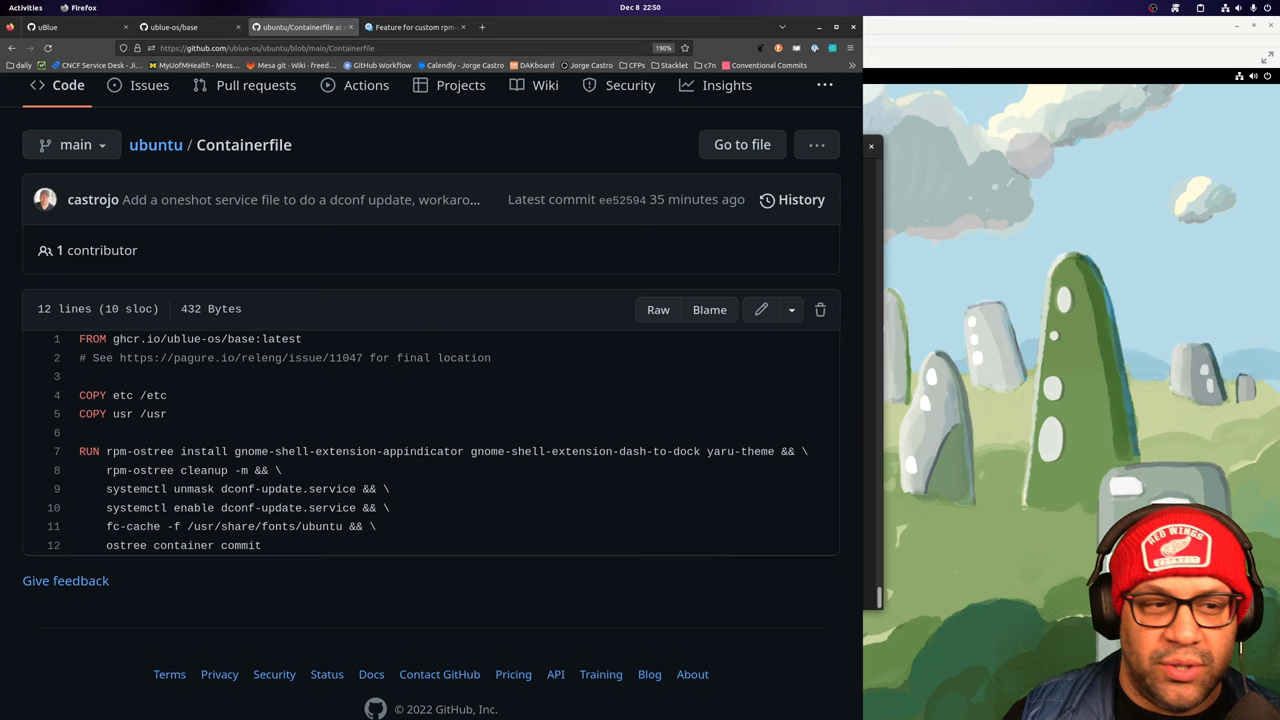 Activities Firefox Dec 8 22:50
uBlue
ublue-os/base
ubuntu/Containerfile at
Feature for custom rpm-
https://github.com/ublue-os/ubuntu/blob/main/Containerfile 190%
daily CNCF Service Desk - Ji MyUofMHealth - Mess Mesa git - Wiki - freed GitHub Workflow Calendly - Jorge Castro DAKboard Jorge Castro CFPs Stacklet c7n Conventional Commits
Code Issues Pull requests Actions Projects Wiki Security Insights
main ubuntu / Containerfile Go to file
castrojo Add a oneshot service file to do a dconf update, workaro... Latest commit ee52594 35 minutes ago History
1 contributor
12 lines (10 sloc) 432 Bytes Raw Blame
1 FROM ghcr.io/ublue-os/base:latest
2 # See https://pagure.io/releng/issue/11047 for final location
3
4 COPY etc /etc
5 COPY usr /usr
6
7 RUN rpm-ostree install gnome-shell-extension-appindicator gnome-shell-extension-dash-to-dock yaru-theme && \
8 rpm-ostree cleanup -m && \
9 systemctl unmask dconf-update.service && \
10 systemctl enable dconf-update.service && \
11 fc-cache -f /usr/share/fonts/ubuntu && \
12 ostree container commit
Give feedback
Terms Privacy Security Status Docs Contact GitHub Pricing API Training Blog About
© 2022 GitHub, Inc.
RED WINGS